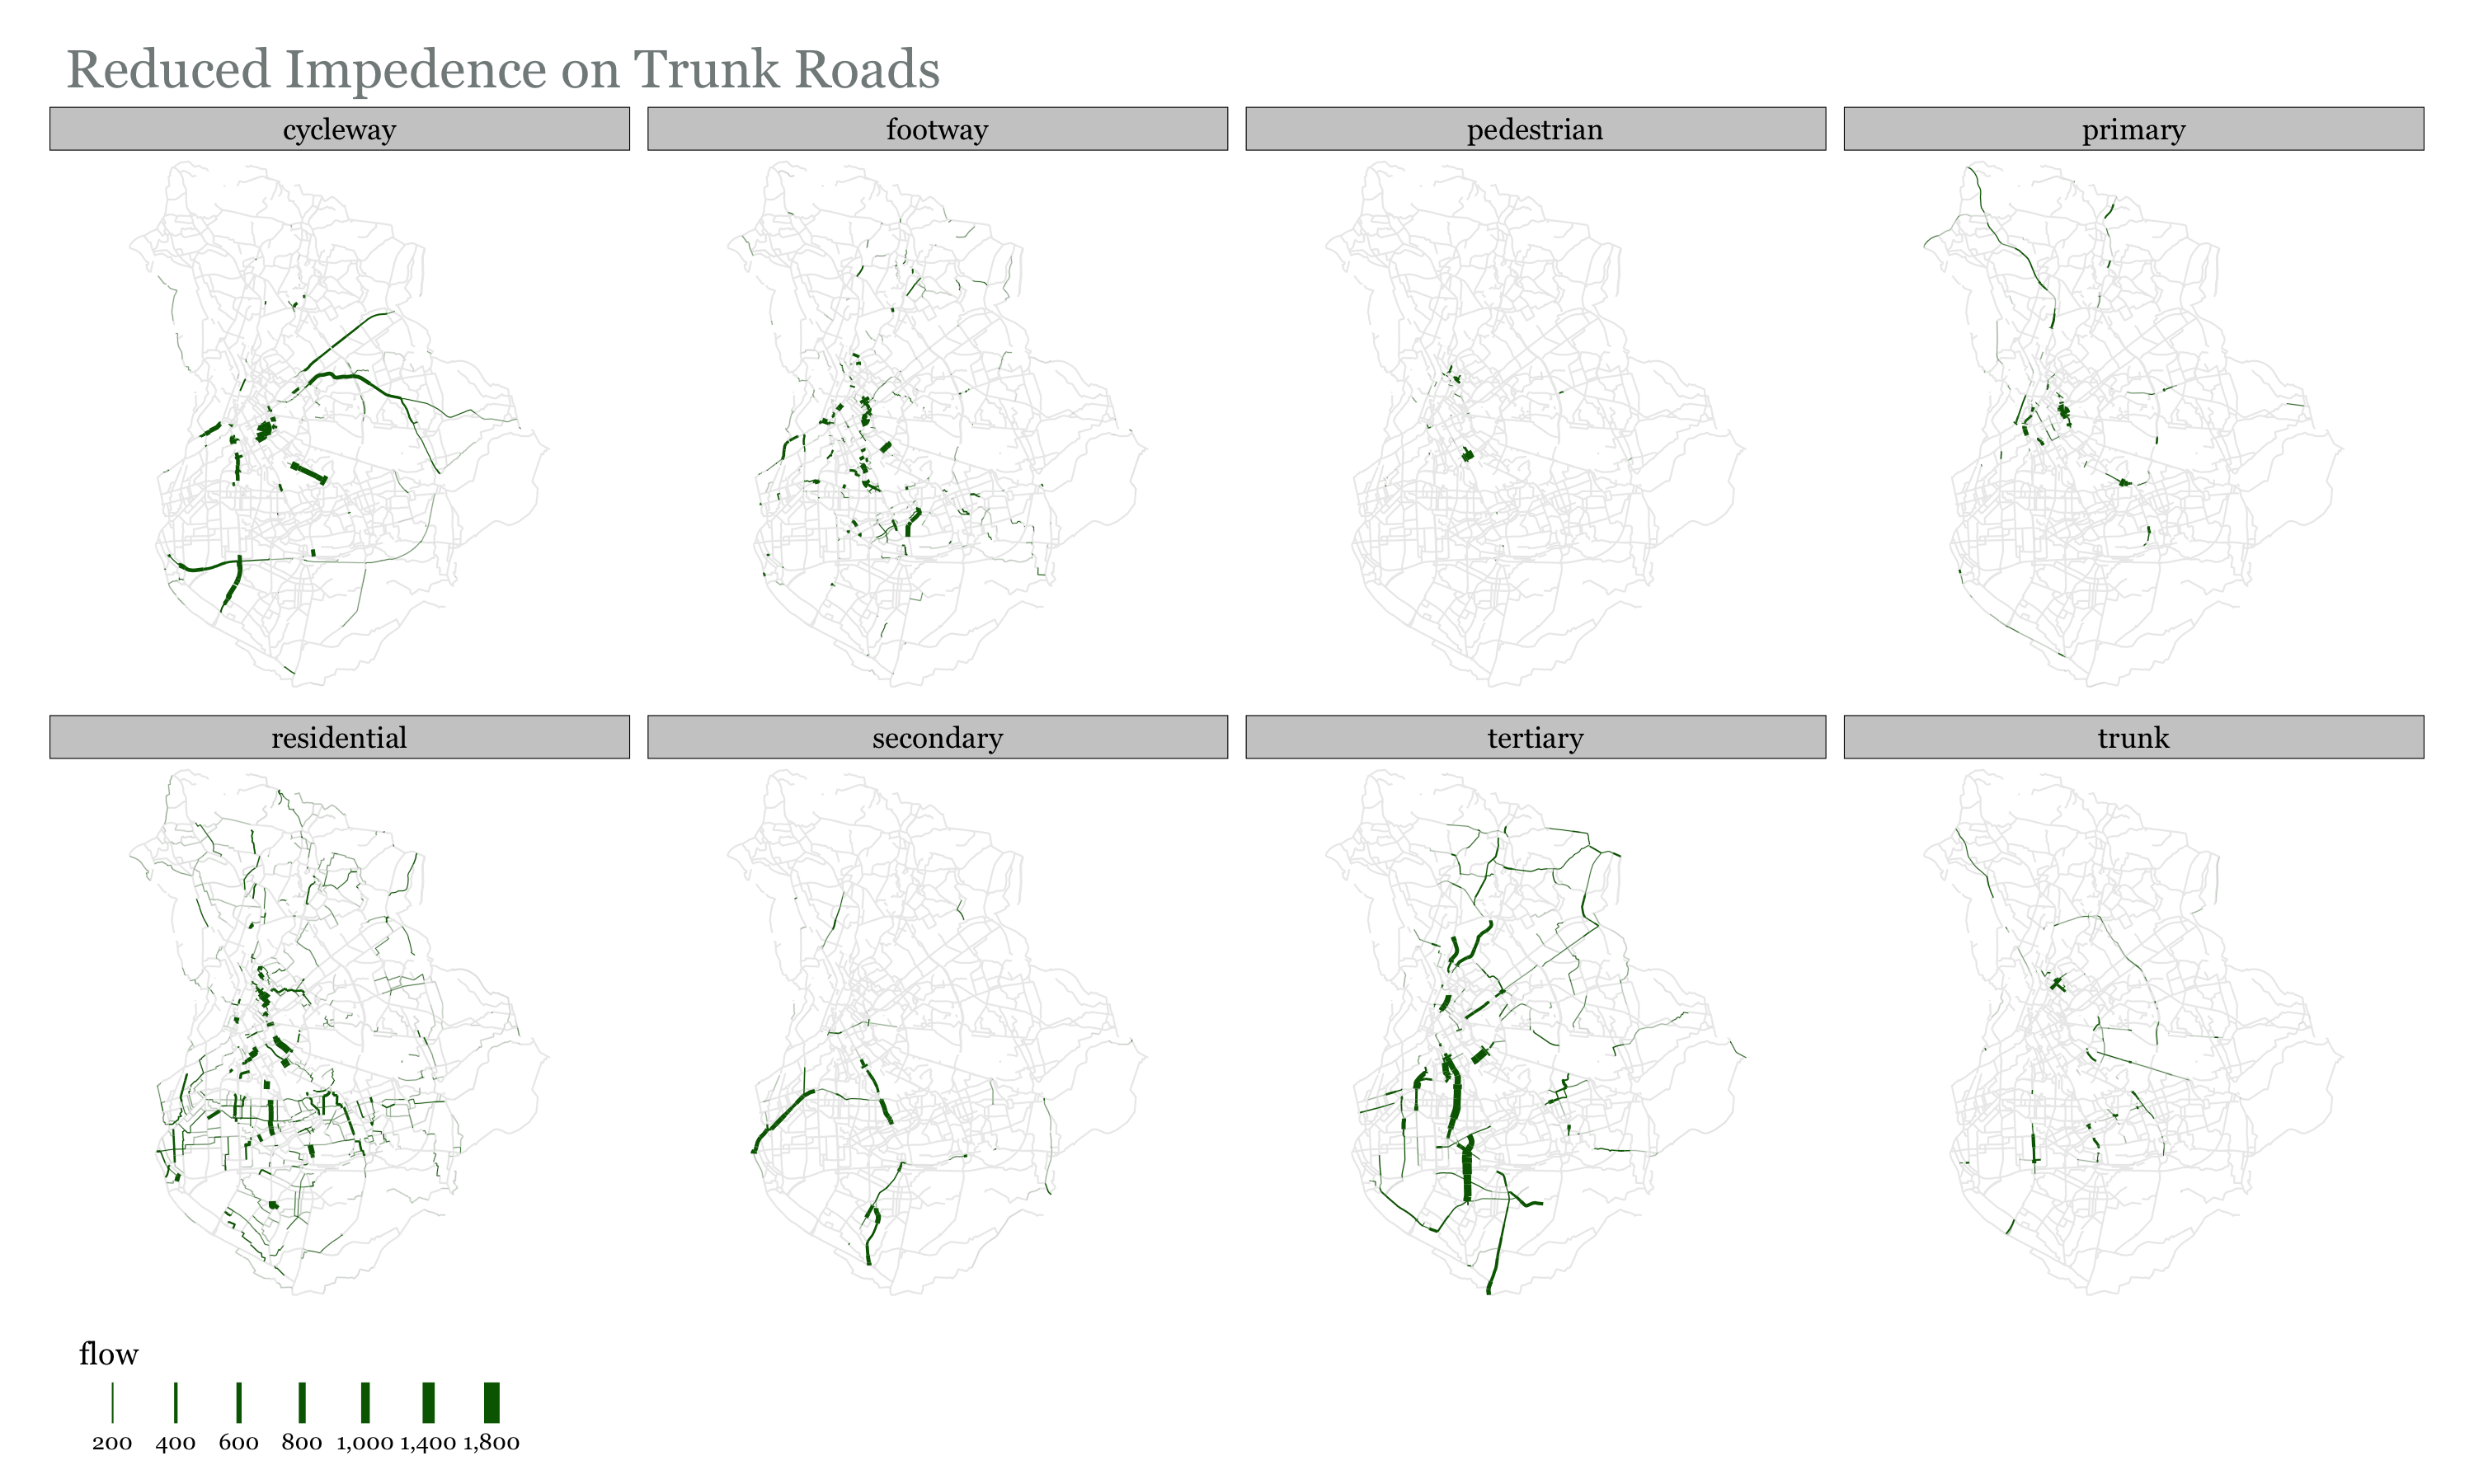 Reduced Impedence on Trunk Roads
cycleway footway pedestrian primary
residential secondary tertiary trunk
flow
200 400 600 800 1,000 1,400 1,800